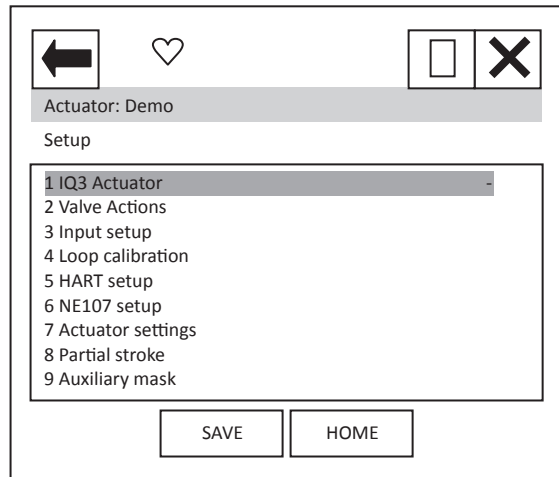 Actuator: Demo
Setup
1 IQ3 Actuator -
2 Valve Actions
3 Input setup
4 Loop calibration
5 HART setup
6 NE107 setup
7 Actuator settings
8 Partial stroke
9 Auxiliary mask
SAVE HOME